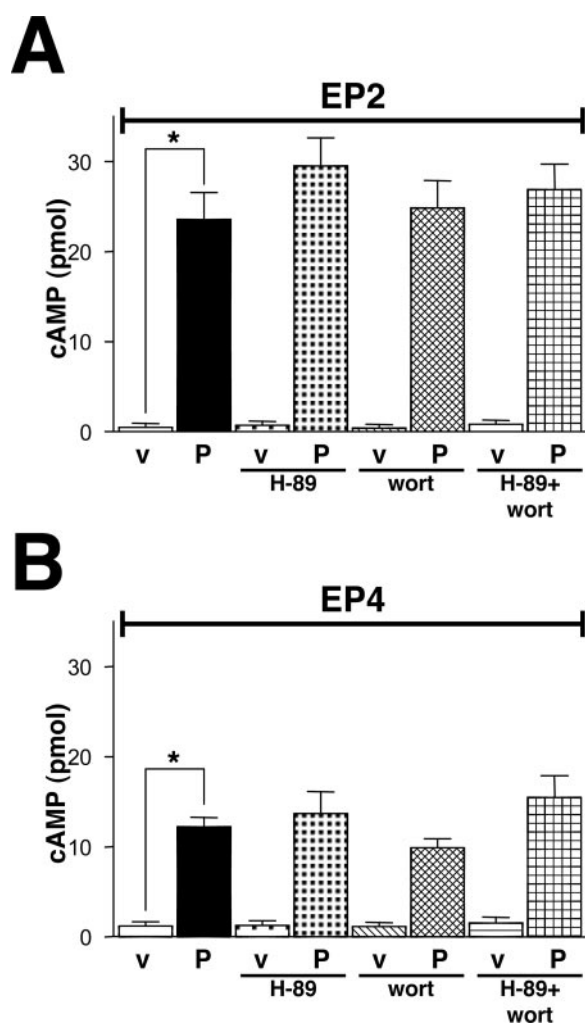 A
EP2
*
30
20
10
0
cAMP (pmol)
v P v P v P v P
H-89 wort H-89+
wort
B
EP4
*
30
20
10
0
cAMP (pmol)
v P v P v P v P
H-89 wort H-89+
wort